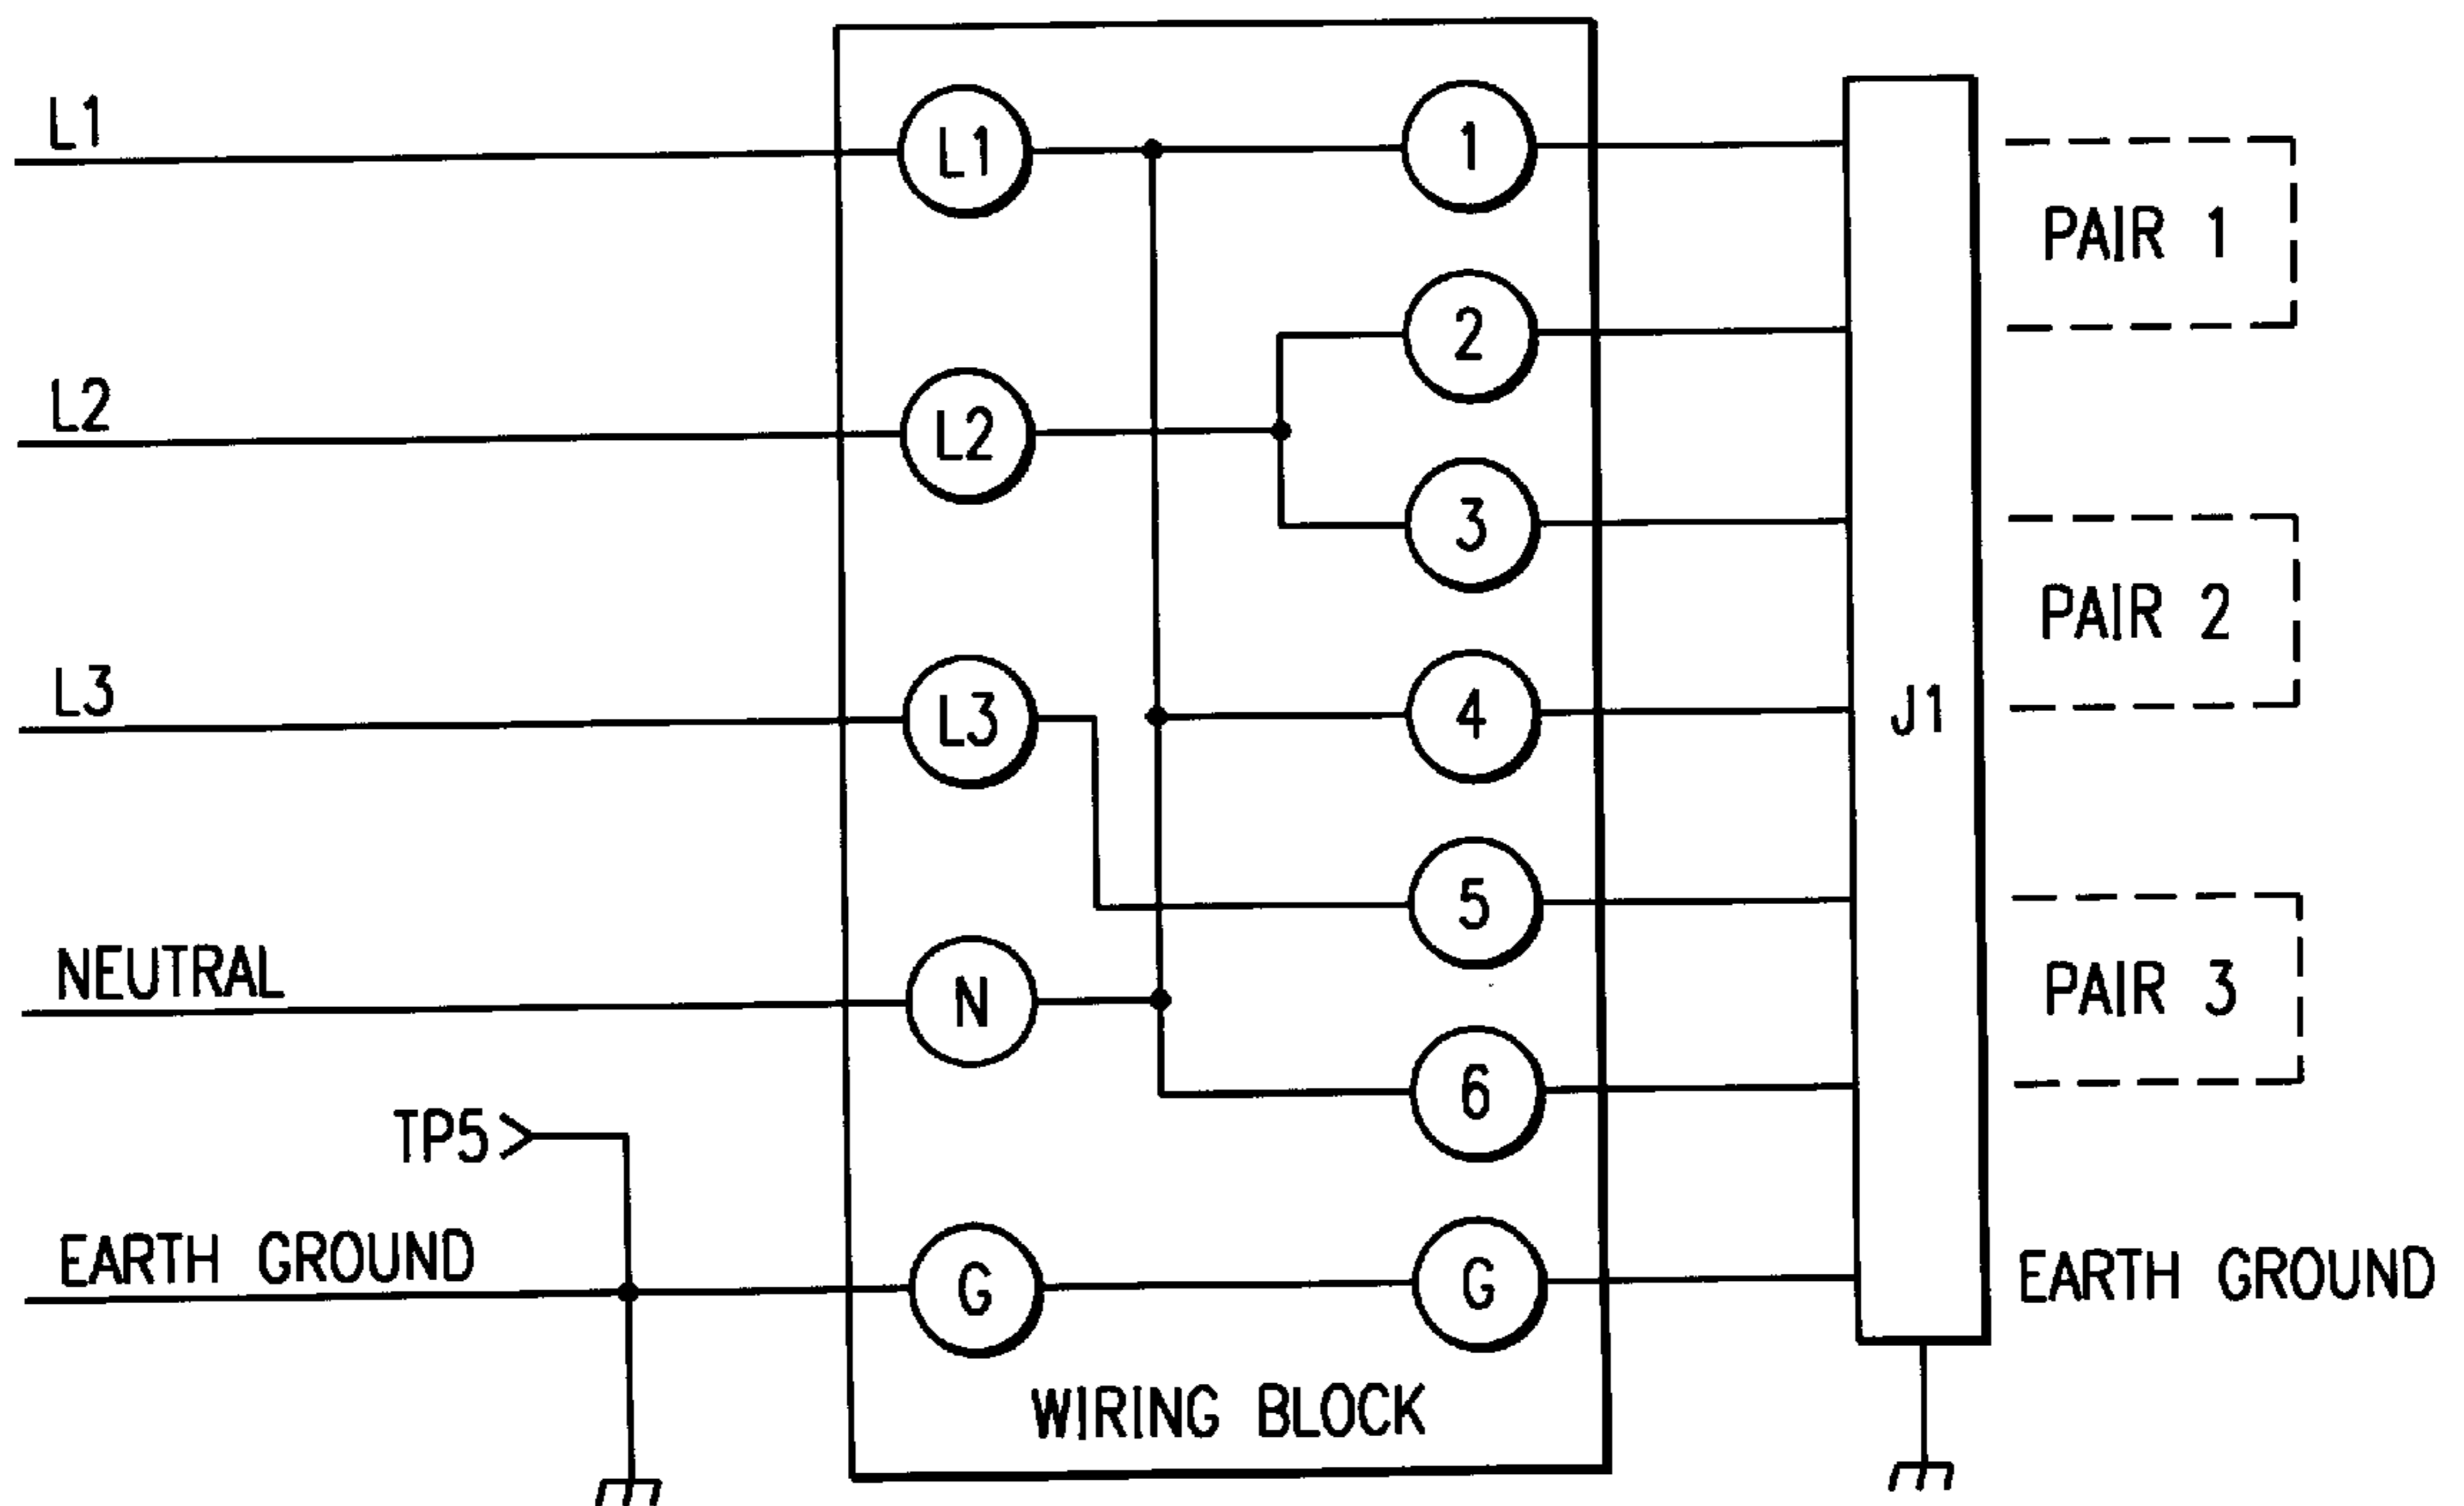 L1
L1
1
PAIR 1
2
L2
L2
3
PAIR 2
L3
L3
4
J1
5
NEUTRAL
N
PAIR 3
6
TP5
EARTH GROUND
G
G
EARTH GROUND
WIRING BLOCK